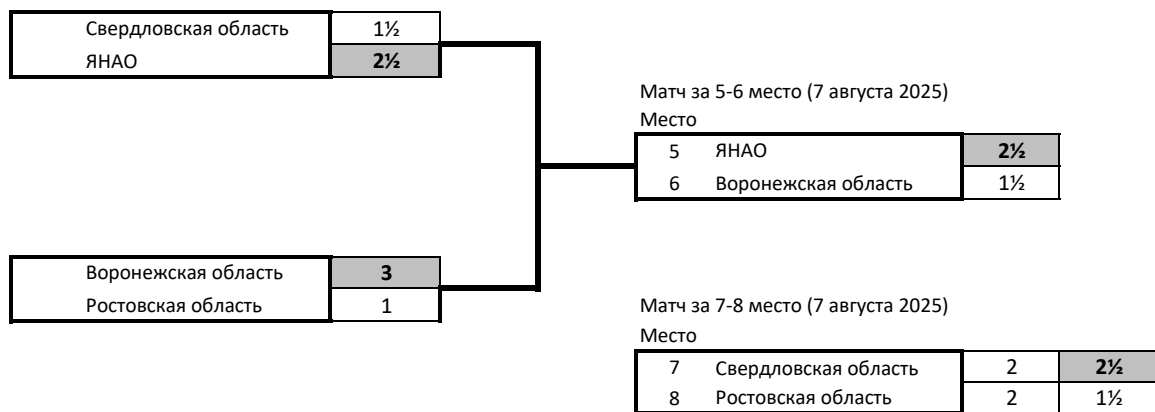 Свердловская область 1½
ЯНАО 2½
Матч за 5-6 место (7 августа 2025)
Место
5 ЯНАО 2½
6 Воронежская область 1½
Воронежская область 3
Ростовская область 1
Матч за 7-8 место (7 августа 2025)
Место
7 Свердловская область 2 2½
8 Ростовская область 2 1½